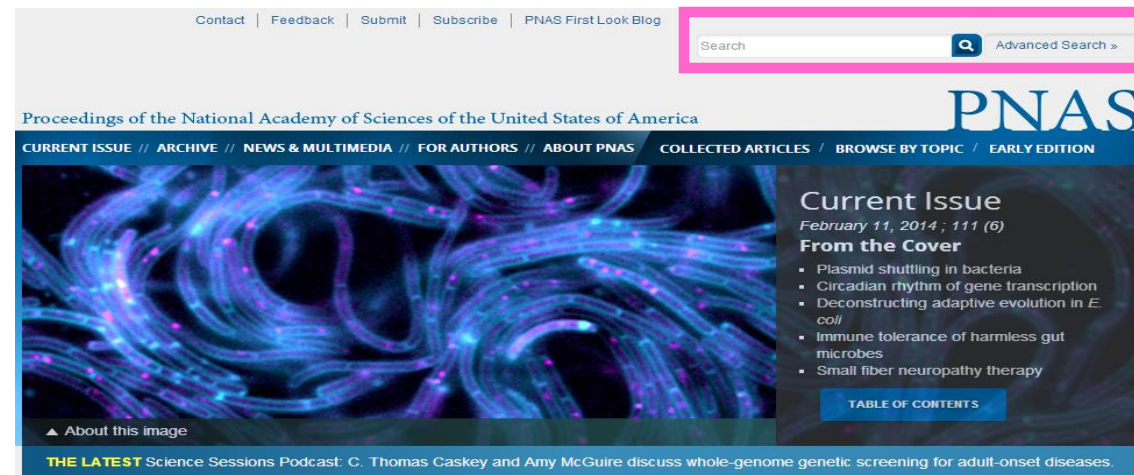 Contact | Feedback | Submit | Subscribe | PNAS First Look Blog
Search Advanced Search »
Proceedings of the National Academy of Sciences of the United States of America
PNAS
CURRENT ISSUE // ARCHIVE // NEWS & MULTIMEDIA // FOR AUTHORS // ABOUT PNAS COLLECTED ARTICLES / BROWSE BY TOPIC / EARLY EDITION
Current Issue
February 11, 2014 ; 111 (6)
From the Cover
▪ Plasmid shuttling in bacteria
▪ Circadian rhythm of gene transcription
▪ Deconstructing adaptive evolution in E.
coli
▪ Immune tolerance of harmless gut
microbes
▪ Small fiber neuropathy therapy
TABLE OF CONTENTS
▲ About this image
THE LATEST Science Sessions Podcast: C. Thomas Caskey and Amy McGuire discuss whole-genome genetic screening for adult-onset diseases.